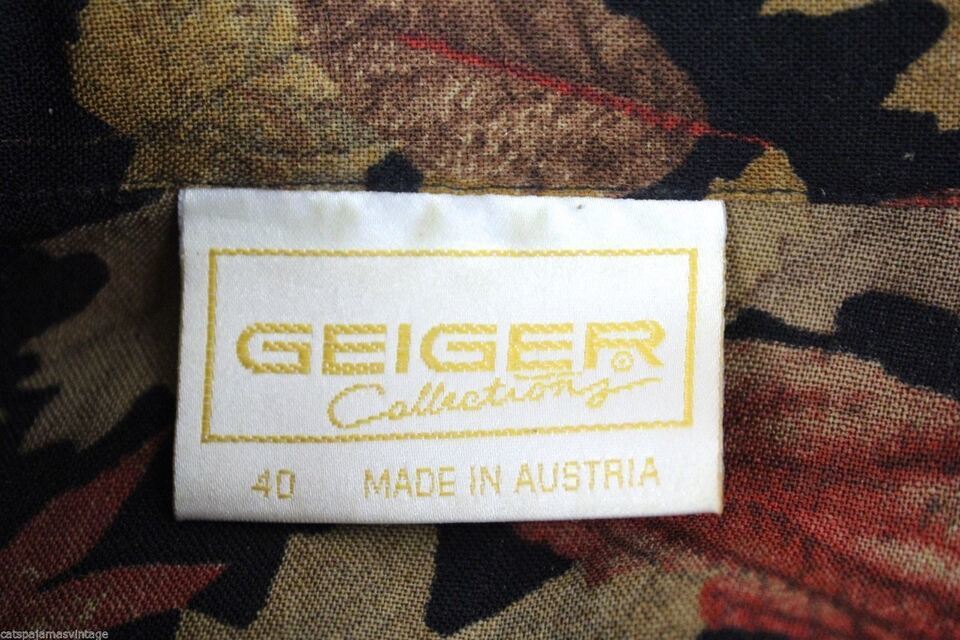 GEIGER®
Collections
40 MADE IN AUSTRIA
catspajamasvintage